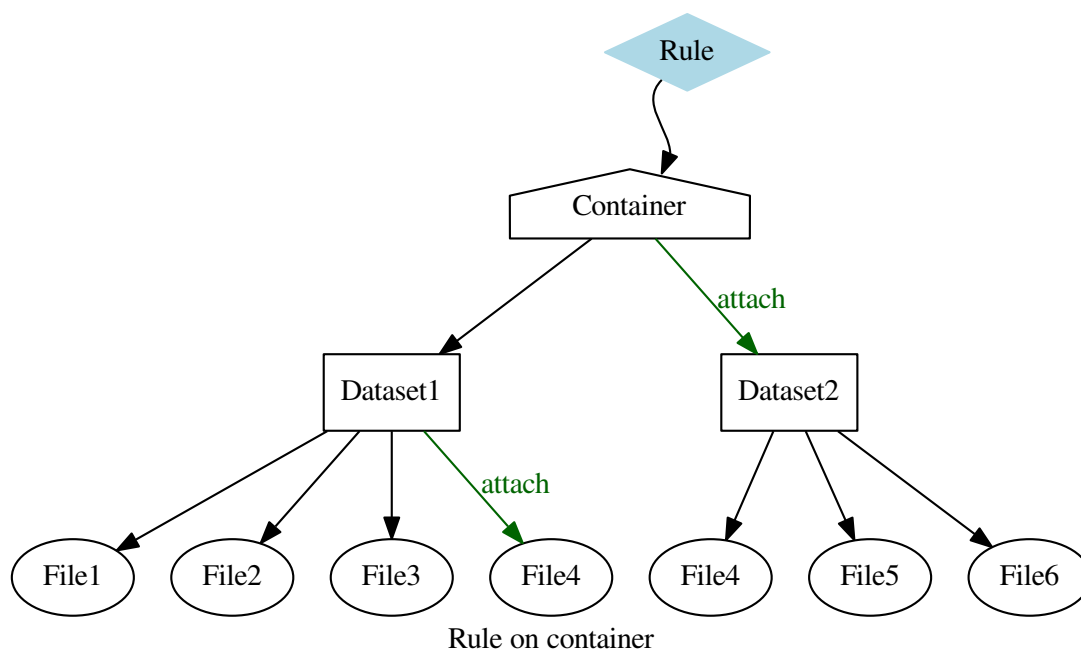 Rule
Container
attach
Dataset1
Dataset2
attach
File1
File2
File3
File4
File4
File5
File6
Rule on container